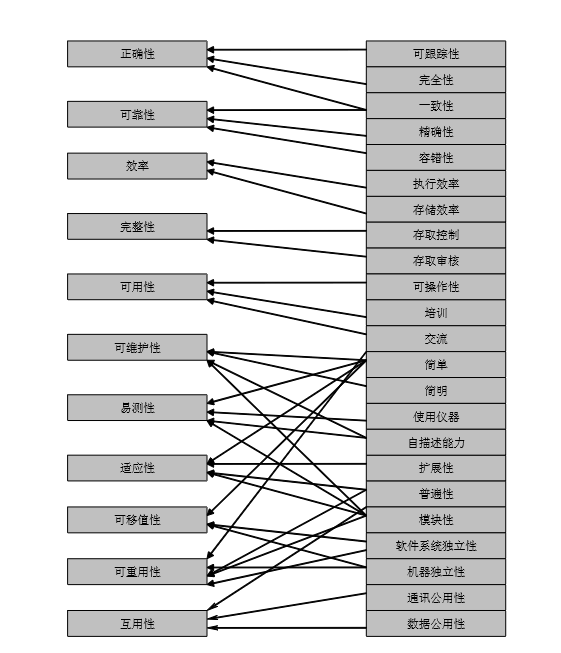 正确性
可靠性
效率
完整性
可用性
可维护性
易测性
适应性
可移值性
可重用性
互用性
可跟踪性
完全性
一致性
精确性
容错性
执行效率
存储效率
存取控制
存取审核
可操作性
培训
交流
简单
简明
使用仪器
自描述能力
扩展性
普遍性
模块性
软件系统独立性
机器独立性
通讯公用性
数据公用性